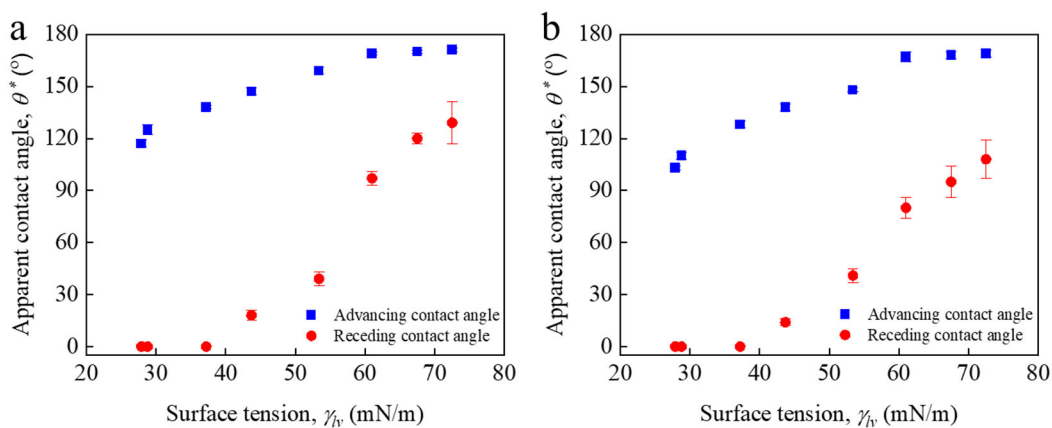 a
180
150
120
90
60
30
0
Apparent contact angle, θ* (°)
Advancing contact angle
Receding contact angle
20 30 40 50 60 70 80
Surface tension, γlv (mN/m)
b
180
150
120
90
60
30
0
Apparent contact angle, θ* (°)
Advancing contact angle
Receding contact angle
20 30 40 50 60 70 80
Surface tension, γlv (mN/m)